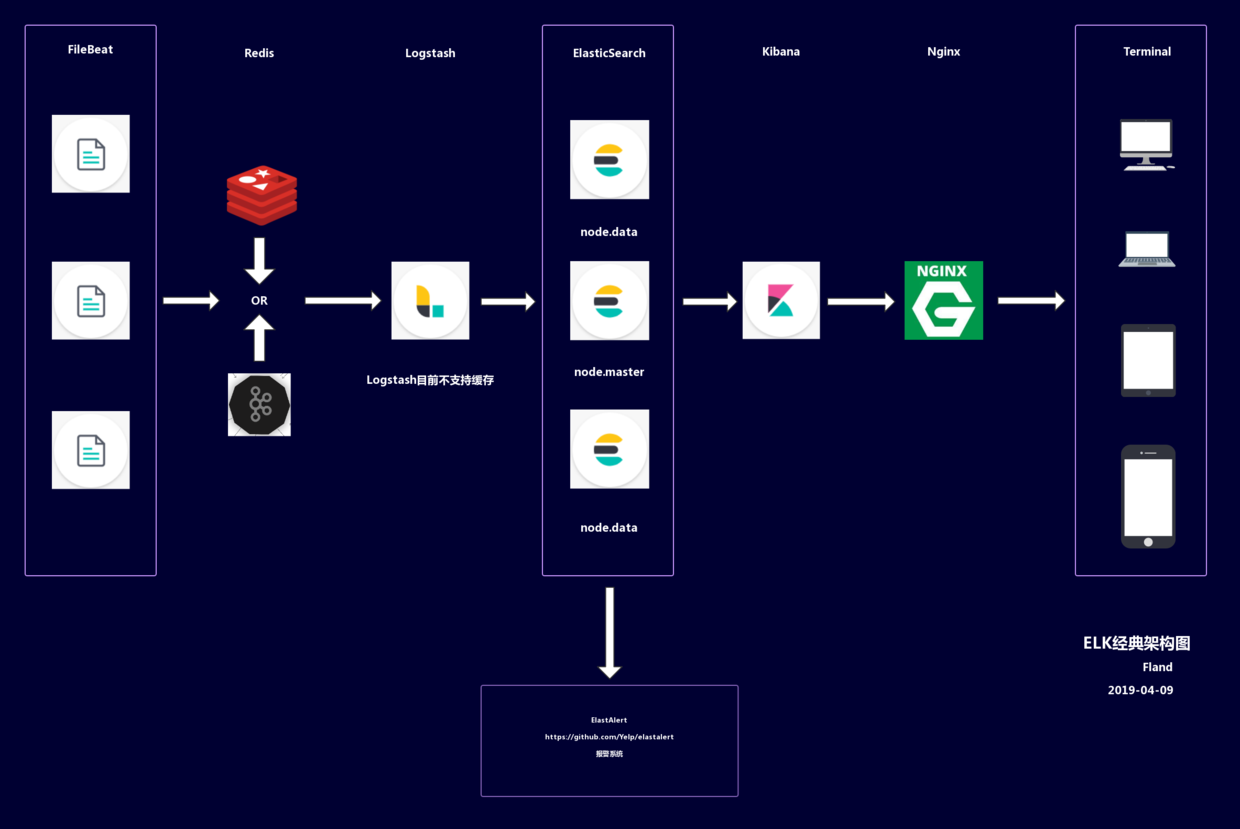 FileBeat
Redis
Logstash
ElasticSearch
Kibana
Nginx
Terminal
node.data
OR
NGINX
node.master
Logstash目前不支持缓存
node.data
ELK经典架构图
Fland
2019-04-09
ElastAlert
https://github.com/Yelp/elastalert
报警系统